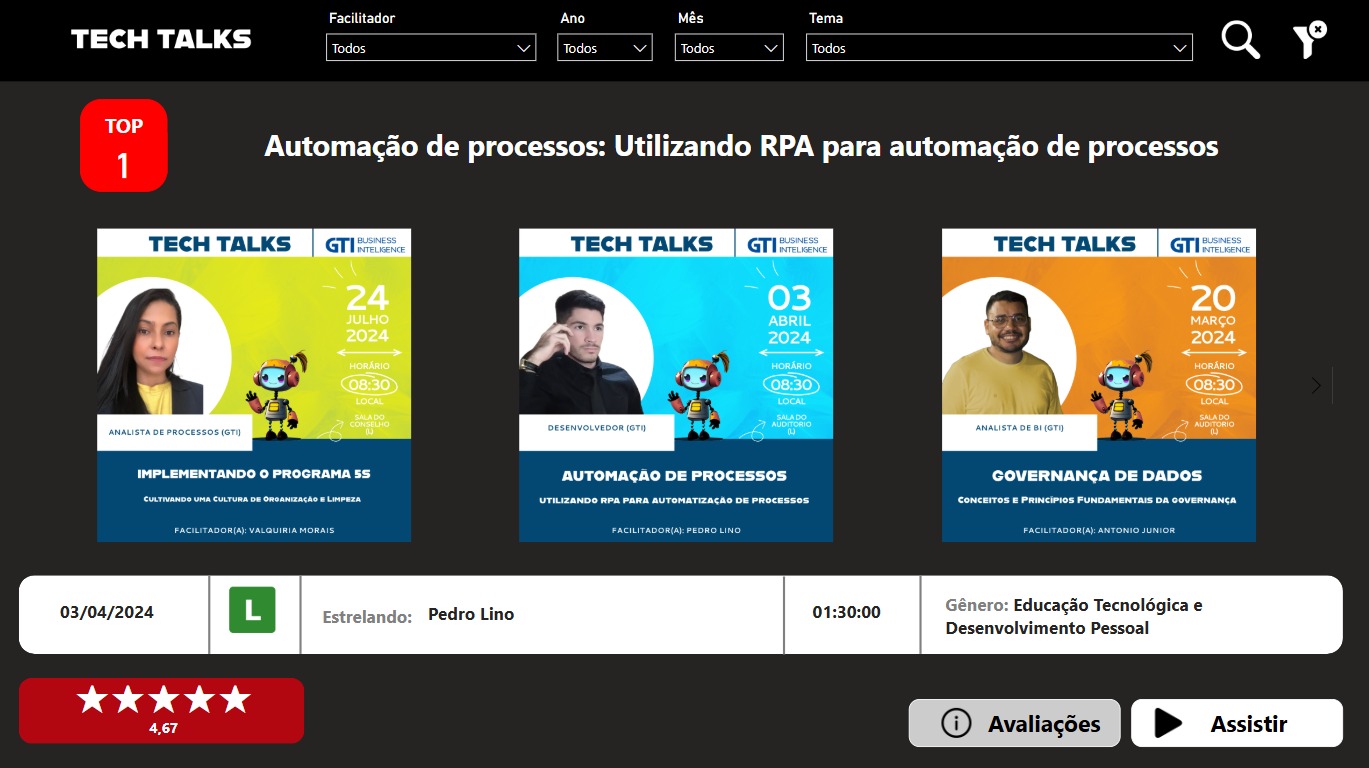 TECH TALKS
Facilitador
Todos
Ano
Todos
Mês
Todos
Tema
Todos
TOP
1
Automação de processos: Utilizando RPA para automação de processos
TECH TALKS
GTI BUSINESS INTELIGENCE
24
JULHO
2024
HORÁRIO
08:30
LOCAL
SALA DO
CONSELHO
(L)
ANALISTA DE PROCESSOS (GTI)
IMPLEMENTANDO O PROGRAMA 5S
CULTIVANDO UMA CULTURA DE ORGANIZAÇÃO E LIMPEZA
FACILITADOR(A): VALQUIRIA MORAIS
TECH TALKS
GTI BUSINESS INTELIGENCE
03
ABRIL
2024
HORÁRIO
08:30
LOCAL
SALA DO
AUDITORIO
(L)
DESENVOLVEDOR (GTI)
AUTOMAÇÃO DE PROCESSOS
UTILIZANDO RPA PARA AUTOMATIZAÇÃO DE PROCESSOS
FACILITADOR(A): PEDRO LINO
TECH TALKS
GTI BUSINESS INTELIGENCE
20
MARÇO
2024
HORÁRIO
08:30
LOCAL
SALA DO
AUDITORIO
(L)
ANALISTA DE BI (GTI)
GOVERNANÇA DE DADOS
CONCEITOS E PRINCÍPIOS FUNDAMENTAIS DA GOVERNANÇA
FACILITADOR(A): ANTONIO JUNIOR
03/04/2024
L
Estrelando: Pedro Lino
01:30:00
Gênero: Educação Tecnológica e
Desenvolvimento Pessoal
4,67
Avaliações
Assistir